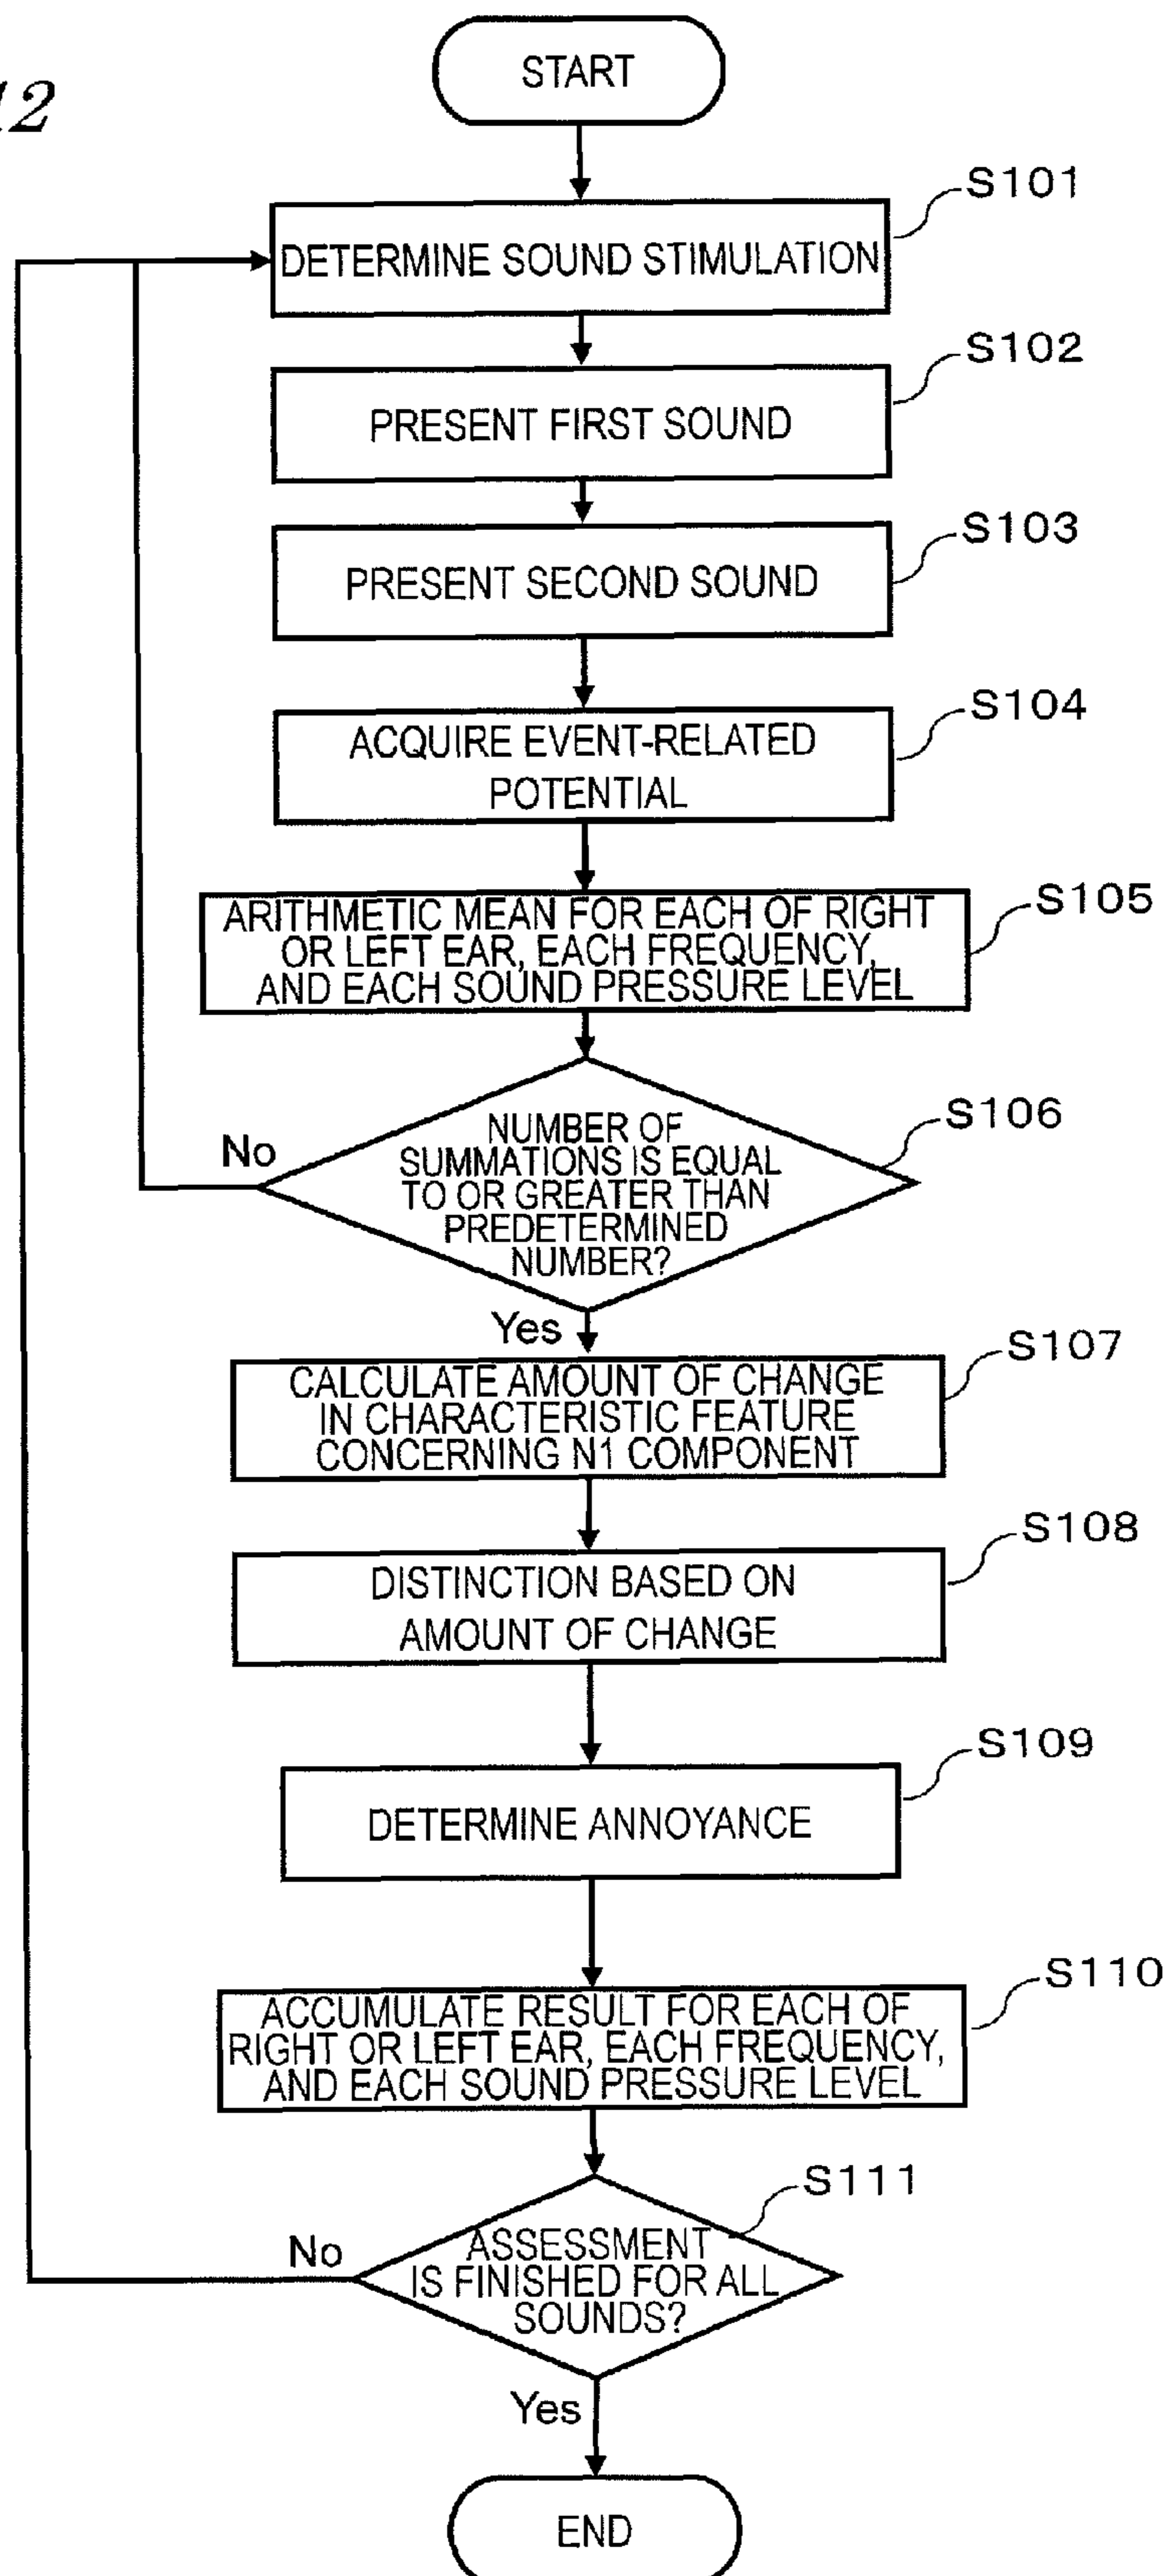 12
START
S101
DETERMINE SOUND STIMULATION
S102
PRESENT FIRST SOUND
S103
PRESENT SECOND SOUND
S104
ACQUIRE EVENT-RELATED
POTENTIAL
S105
ARITHMETIC MEAN FOR EACH OF RIGHT
OR LEFT EAR, EACH FREQUENCY,
AND EACH SOUND PRESSURE LEVEL
S106
NUMBER OF
SUMMATIONS IS EQUAL
TO OR GREATER THAN
PREDETERMINED
NUMBER?
No
Yes
S107
CALCULATE AMOUNT OF CHANGE
IN CHARACTERISTIC FEATURE
CONCERNING N1 COMPONENT
S108
DISTINCTION BASED ON
AMOUNT OF CHANGE
S109
DETERMINE ANNOYANCE
S110
ACCUMULATE RESULT FOR EACH OF
RIGHT OR LEFT EAR, EACH FREQUENCY,
AND EACH SOUND PRESSURE LEVEL
S111
ASSESSMENT
IS FINISHED FOR ALL
SOUNDS?
No
Yes
END